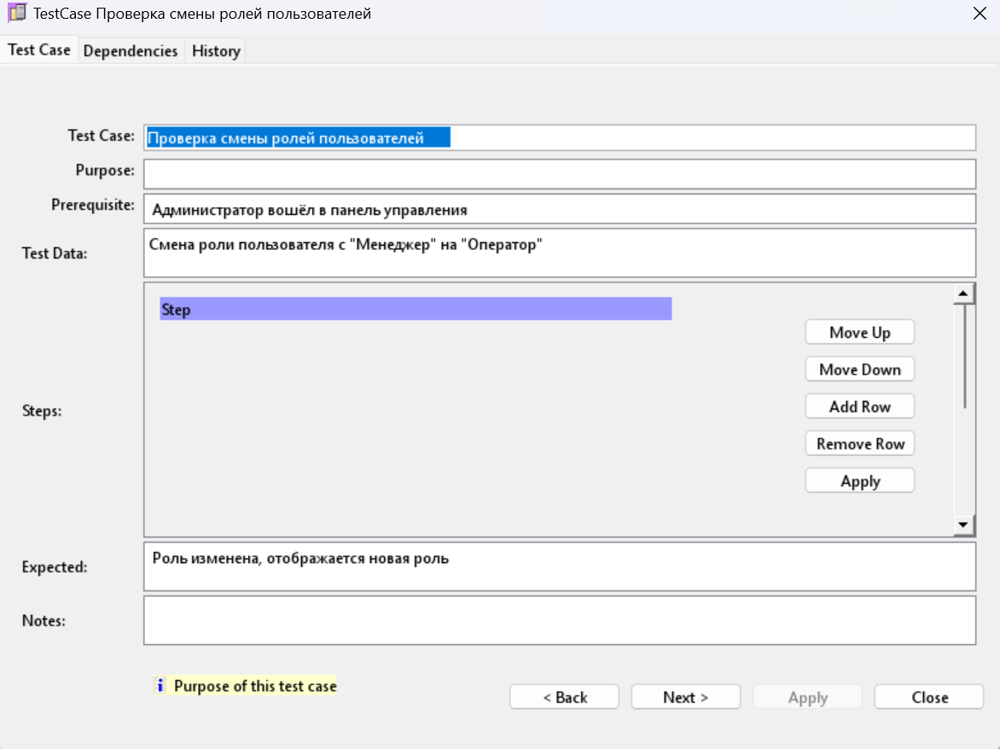 TestCase Проверка смены ролей пользователей
Test Case Dependencies History
Test Case: Проверка смены ролей пользователей
Purpose:
Prerequisite: Администратор вошёл в панель управления
Test Data: Смена роли пользователя с "Менеджер" на "Оператор"
Step
Move Up
Move Down
Add Row
Remove Row
Apply
Steps:
Expected: Роль изменена, отображается новая роль
Notes:
i Purpose of this test case
< Back Next > Apply Close